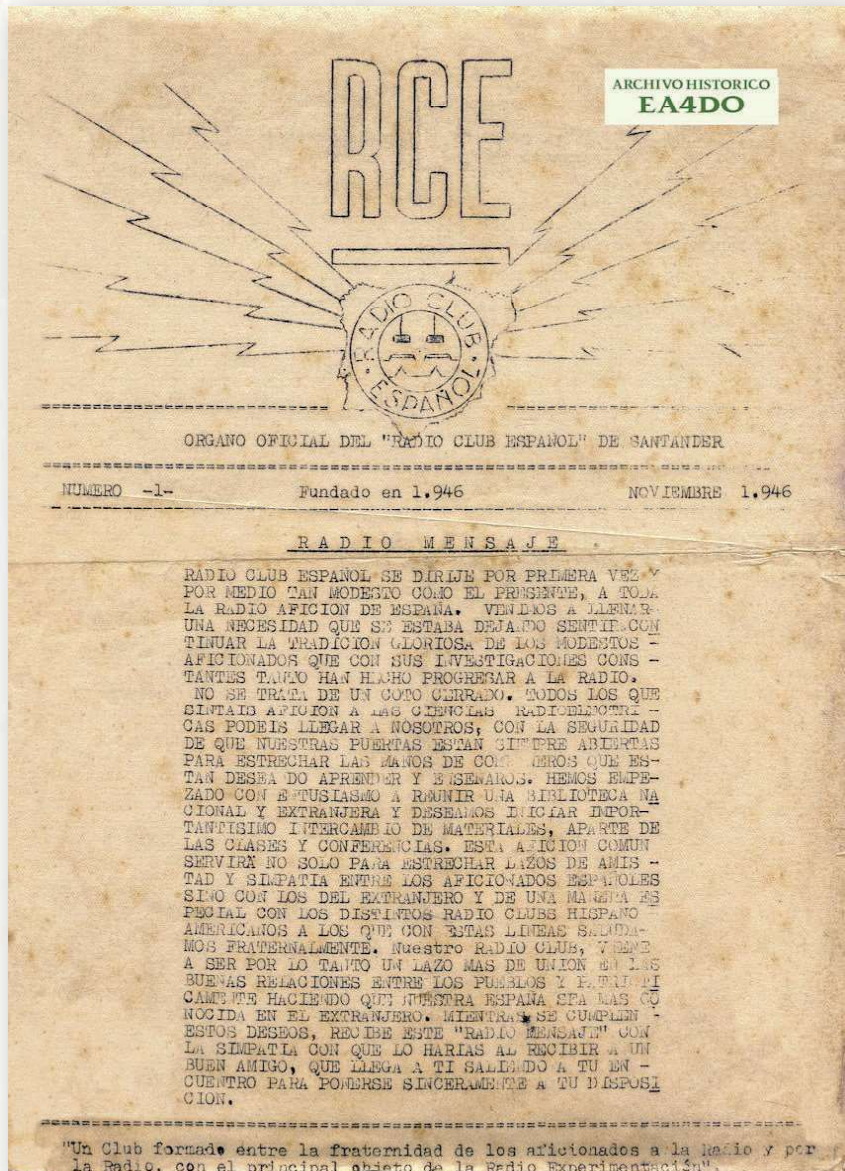 RCE
ARCHIVO HISTORICO
EA4DO
RADIO CLUB
ESPAÑOL
ORGANO OFICIAL DEL "RADIO CLUB ESPAÑOL" DE SANTANDER
NUMERO -1- Fundado en 1.946 NOVIEMBRE 1.946
RADIO MENSAJE
RADIO CLUB ESPAÑOL SE DIRIJE POR PRIMERA VEZ Y
POR MEDIO TAN MODESTO COMO EL PRESENTE, A TODA
LA RADIO AFICION DE ESPAÑA. VENIMOS A LLENAR-
UNA NECESIDAD QUE SE ESTABA DEJANDO SENTIR.CON
TINUAR LA TRADICION GLORIOSA DE LOS MODESTOS -
AFICIONADOS QUE CON SUS INVESTIGACIONES CONS -
TANTES TANTO HAN HECHO PROGRESAR A LA RADIO.
NO SE TRATA DE UN COTO CERRADO. TODOS LOS QUE
SINTAIS AFICION A LAS CIENCIAS RADIOELECTRI -
CAS PODEIS LLEGAR A NOSOTROS, CON LA SEGURIDAD
DE QUE NUESTRAS PUERTAS ESTAN SIEMPRE ABIERTAS
PARA ESTRECHAR LAS MANOS DE COMPAÑEROS QUE ES-
TAN DESEANDO APRENDER Y ENSEÑAROS. HEMOS EMPE-
ZADO CON ENTUSIASMO A REUNIR UNA BIBLIOTECA NA
CIONAL Y EXTRANJERA Y DESEAMOS INICIAR IMPOR-
TANTISIMO INTERCAMBIO DE MATERIALES, APARTE DE
LAS CLASES Y CONFERENCIAS. ESTA AFICION COMUN
SERVIRA NO SOLO PARA ESTRECHAR LAZOS DE AMIS -
TAD Y SIMPATIA ENTRE LOS AFICIONADOS ESPAÑOLES
SINO CON LOS DEL EXTRANJERO Y DE UNA MANERA ES
PECIAL CON LOS DISTINTOS RADIO CLUBS HISPANO -
AMERICANOS A LOS QUE CON ESTAS LINEAS SALUDA-
MOS FRATERNALMENTE. Nuestro RADIO CLUB, VIENE
A SER POR LO TANTO UN LAZO MAS DE UNION EN LAS
BUENAS RELACIONES ENTRE LOS PUEBLOS Y PATRIOTI
CAMENTE HACIENDO QUE NUESTRA ESPAÑA SEA MAS CO
NOCIDA EN EL EXTRANJERO. MIENTRAS SE CUMPLEN -
ESTOS DESEOS, RECIBE ESTE "RADIO MENSAJE" CON
LA SIMPATIA CON QUE LO HARIAS AL RECIBIR A UN
BUEN AMIGO, QUE LLEGA A TI SALIENDO A TU EN -
CUENTRO PARA PONERSE SINCERAMENTE A TU DISPOSI
CION.
"Un Club formado entre la fraternidad de los aficionados a la Radio y por
la Radio, con el principal objeto de la Radio Experimentación".